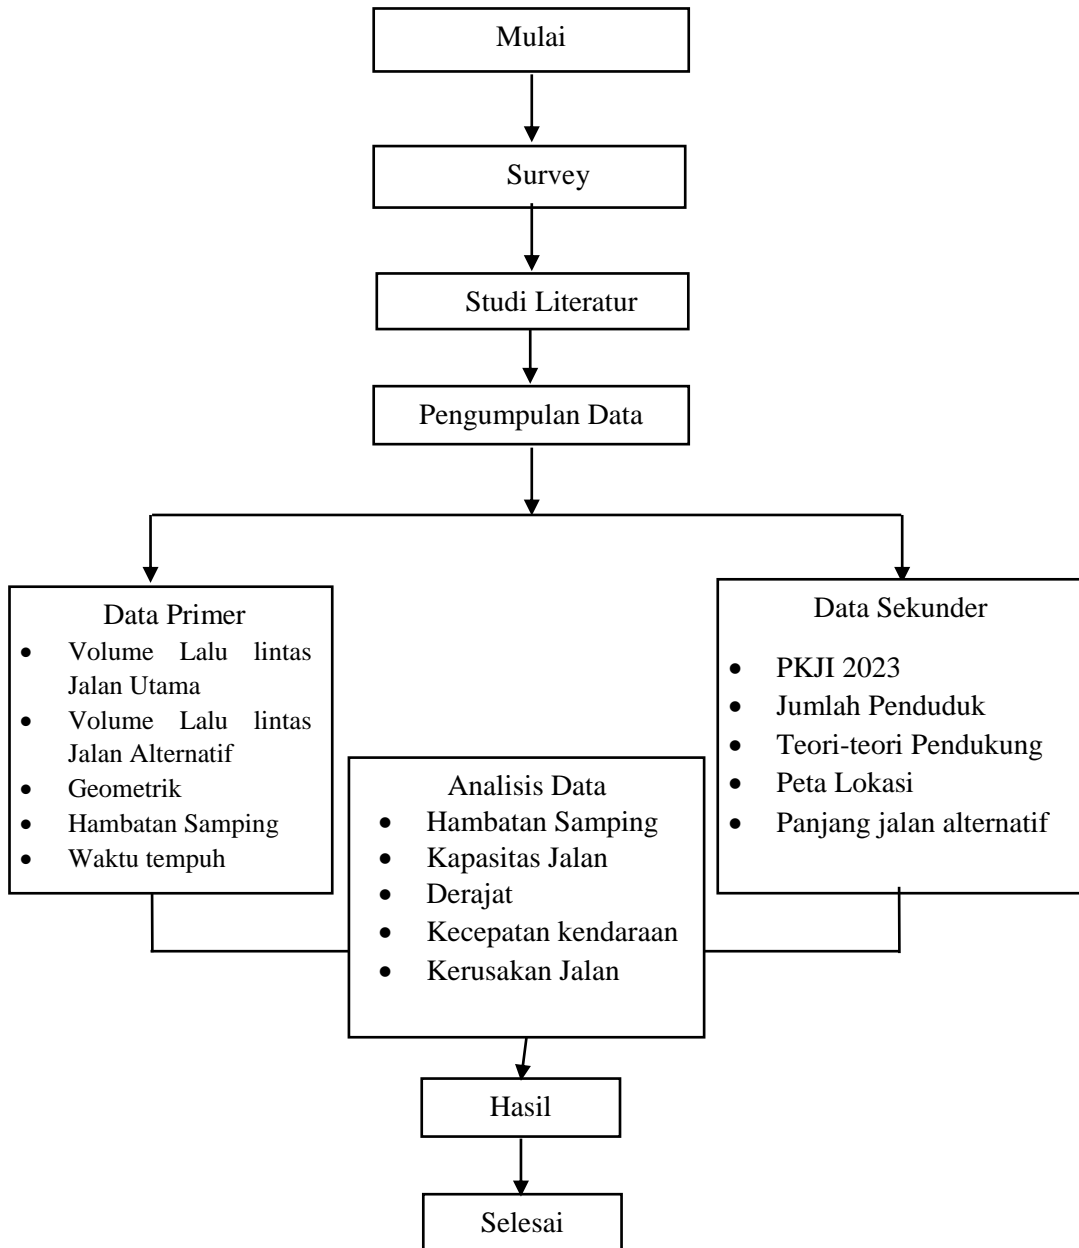 Mulai
Survey
Studi Literatur
Pengumpulan Data
Data Primer
• Volume Lalu lintas
Jalan Utama
• Volume Lalu lintas
Jalan Alternatif
• Geometrik
• Hambatan Samping
• Waktu tempuh
Data Sekunder
• PKJI 2023
• Jumlah Penduduk
• Teori-teori Pendukung
• Peta Lokasi
• Panjang jalan alternatif
Analisis Data
• Hambatan Samping
• Kapasitas Jalan
• Derajat
• Kecepatan kendaraan
• Kerusakan Jalan
Hasil
Selesai